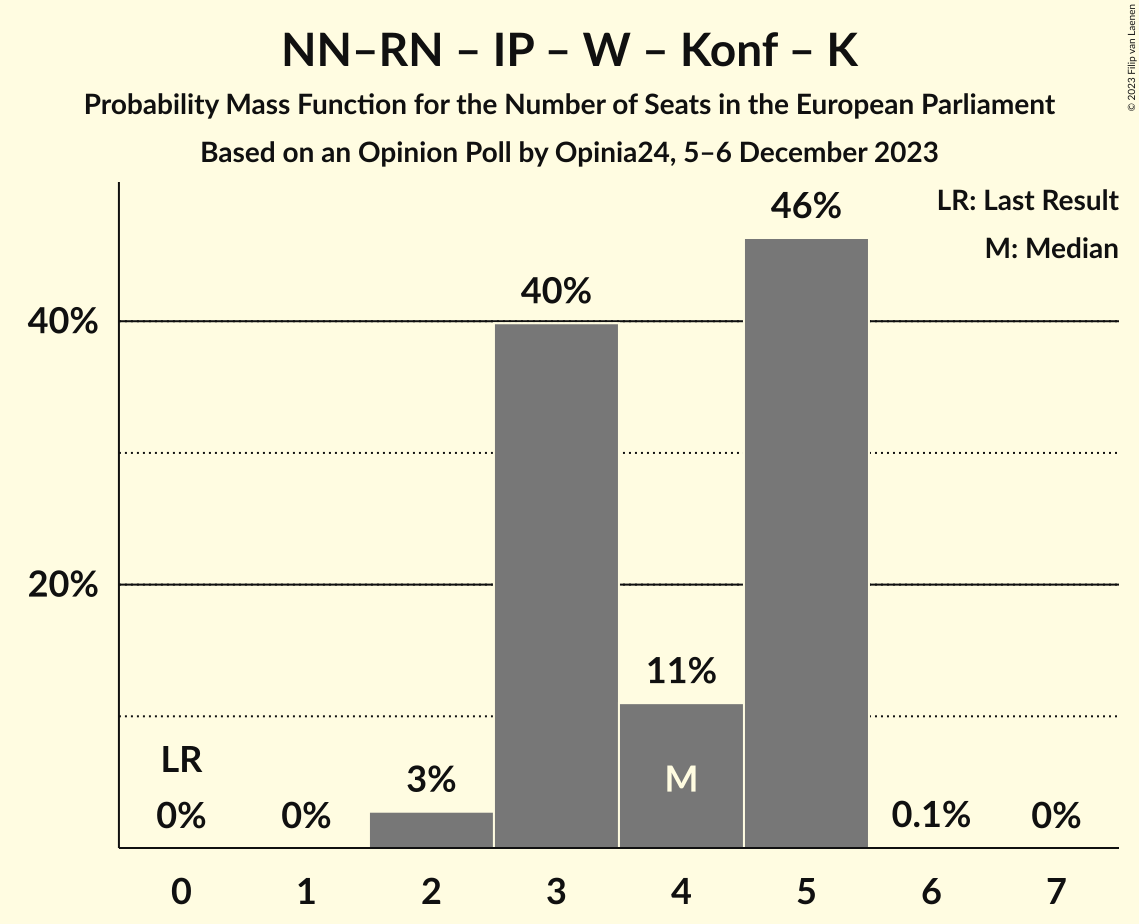 NN–RN – IP – W – Konf – K
Probability Mass Function for the Number of Seats in the European Parliament
Based on an Opinion Poll by Opinia24, 5–6 December 2023
© 2023 Filip van Laenen
LR: Last Result
M: Median
46%
40%
40%
20%
11%
LR
M
3%
0%
0%
0.1%
0%
0
1
2
3
4
5
6
7